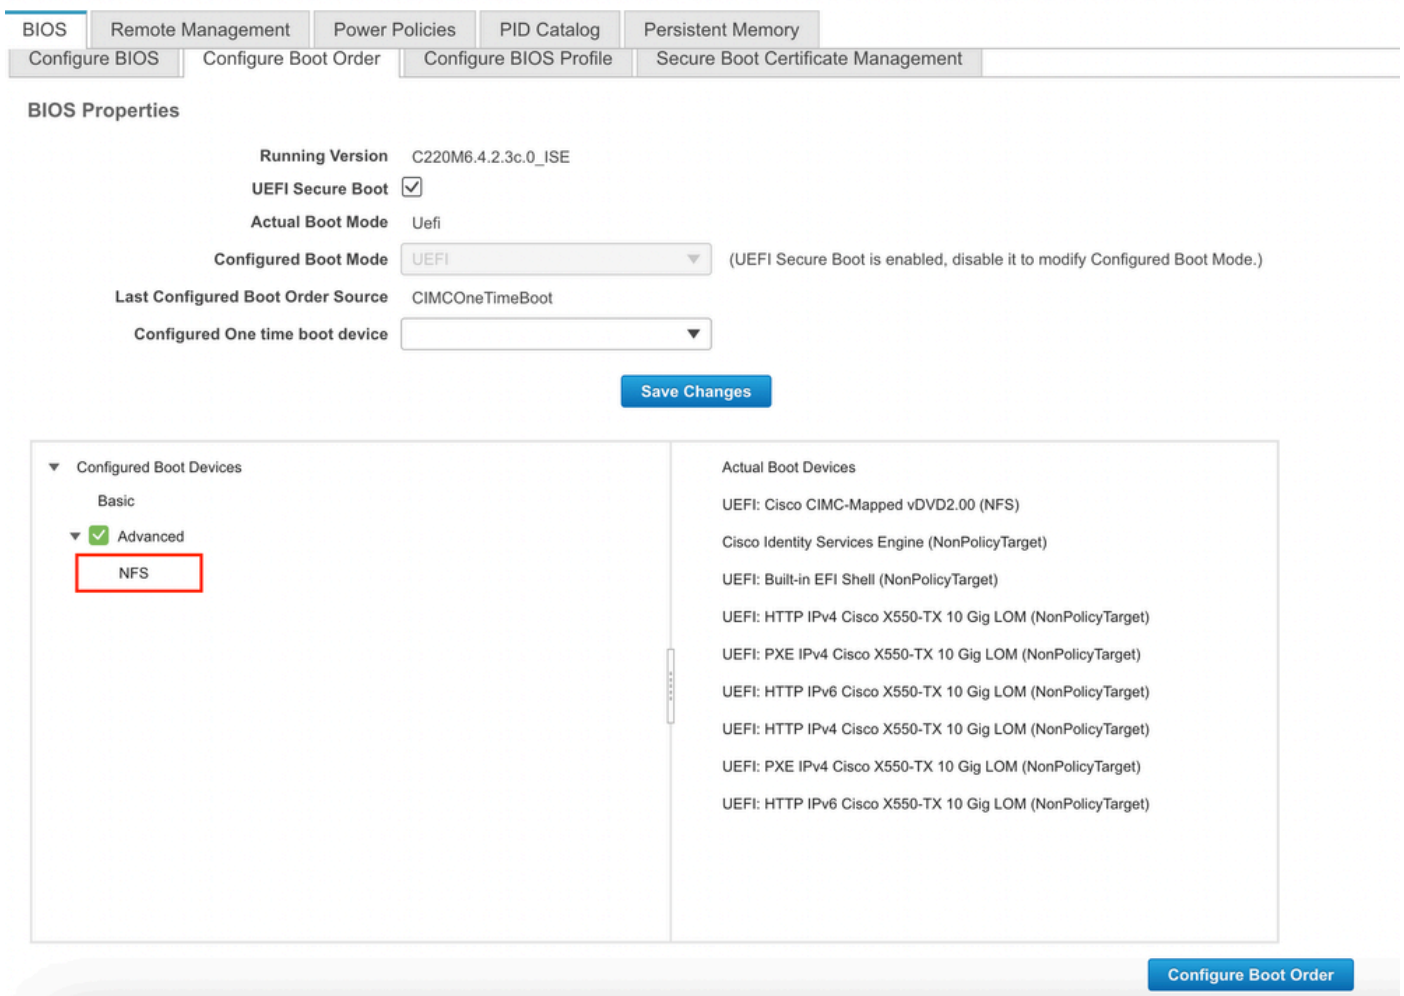 BIOS Remote Management Power Policies PID Catalog Persistent Memory
Configure BIOS Configure Boot Order Configure BIOS Profile Secure Boot Certificate Management
BIOS Properties
Running Version C220M6.4.2.3c.0_ISE
UEFI Secure Boot
Actual Boot Mode Uefi
Configured Boot Mode UEFI (UEFI Secure Boot is enabled, disable it to modify Configured Boot Mode.)
Last Configured Boot Order Source CIMCOneTimeBoot
Configured One time boot device
Save Changes
Configured Boot Devices
Basic
Advanced
NFS
Actual Boot Devices
UEFI: Cisco CIMC-Mapped vDVD2.00 (NFS)
Cisco Identity Services Engine (NonPolicyTarget)
UEFI: Built-in EFI Shell (NonPolicyTarget)
UEFI: HTTP IPv4 Cisco X550-TX 10 Gig LOM (NonPolicyTarget)
UEFI: PXE IPv4 Cisco X550-TX 10 Gig LOM (NonPolicyTarget)
UEFI: HTTP IPv6 Cisco X550-TX 10 Gig LOM (NonPolicyTarget)
UEFI: HTTP IPv4 Cisco X550-TX 10 Gig LOM (NonPolicyTarget)
UEFI: PXE IPv4 Cisco X550-TX 10 Gig LOM (NonPolicyTarget)
UEFI: HTTP IPv6 Cisco X550-TX 10 Gig LOM (NonPolicyTarget)
Configure Boot Order